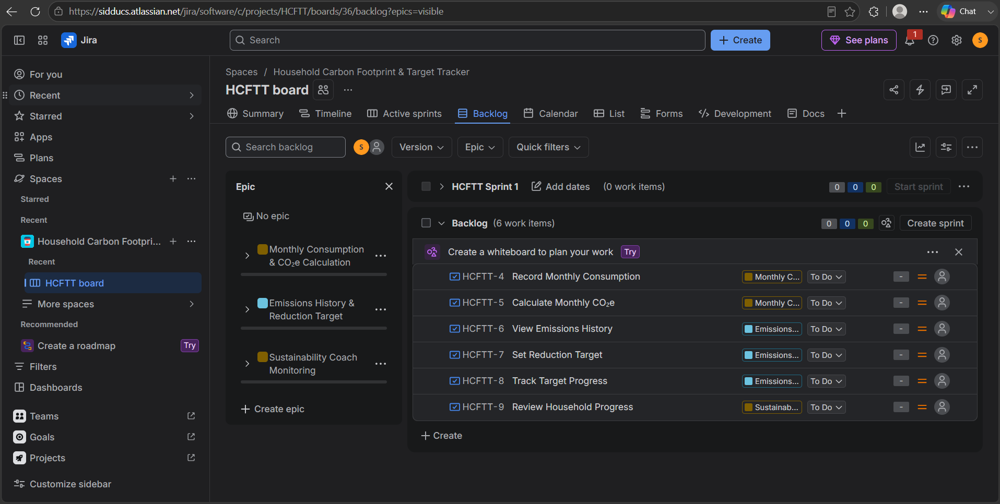 https://sidducs.atlassian.net/jira/software/c/projects/HCFTT/boards/36/backlog?epics=visible
Chat
Jira
Search
+ Create
See plans
1
S
For you
Recent
Starred
Apps
Plans
Spaces
Starred
Recent
Household Carbon Footpri...
Recent
HCFTT board
More spaces
Recommended
Create a roadmap Try
Filters
Dashboards
Teams
Goals
Projects
Customize sidebar
Spaces / Household Carbon Footprint & Target Tracker
HCFTT board
Summary Timeline Active sprints Backlog Calendar List Forms Development Docs
Search backlog S Version Epic Quick filters
Epic
No epic
Monthly Consumption
& CO₂e Calculation
Emissions History &
Reduction Target
Sustainability Coach
Monitoring
+ Create epic
HCFTT Sprint 1 Add dates (0 work items) 0 0 0 Start sprint
Backlog (6 work items) 0 0 0 Create sprint
Create a whiteboard to plan your work Try
HCFTT-4 Record Monthly Consumption Monthly C... To Do -
HCFTT-5 Calculate Monthly CO₂e Monthly C... To Do -
HCFTT-6 View Emissions History Emissions... To Do -
HCFTT-7 Set Reduction Target Emissions... To Do -
HCFTT-8 Track Target Progress Emissions... To Do -
HCFTT-9 Review Household Progress Sustainab... To Do -
+ Create